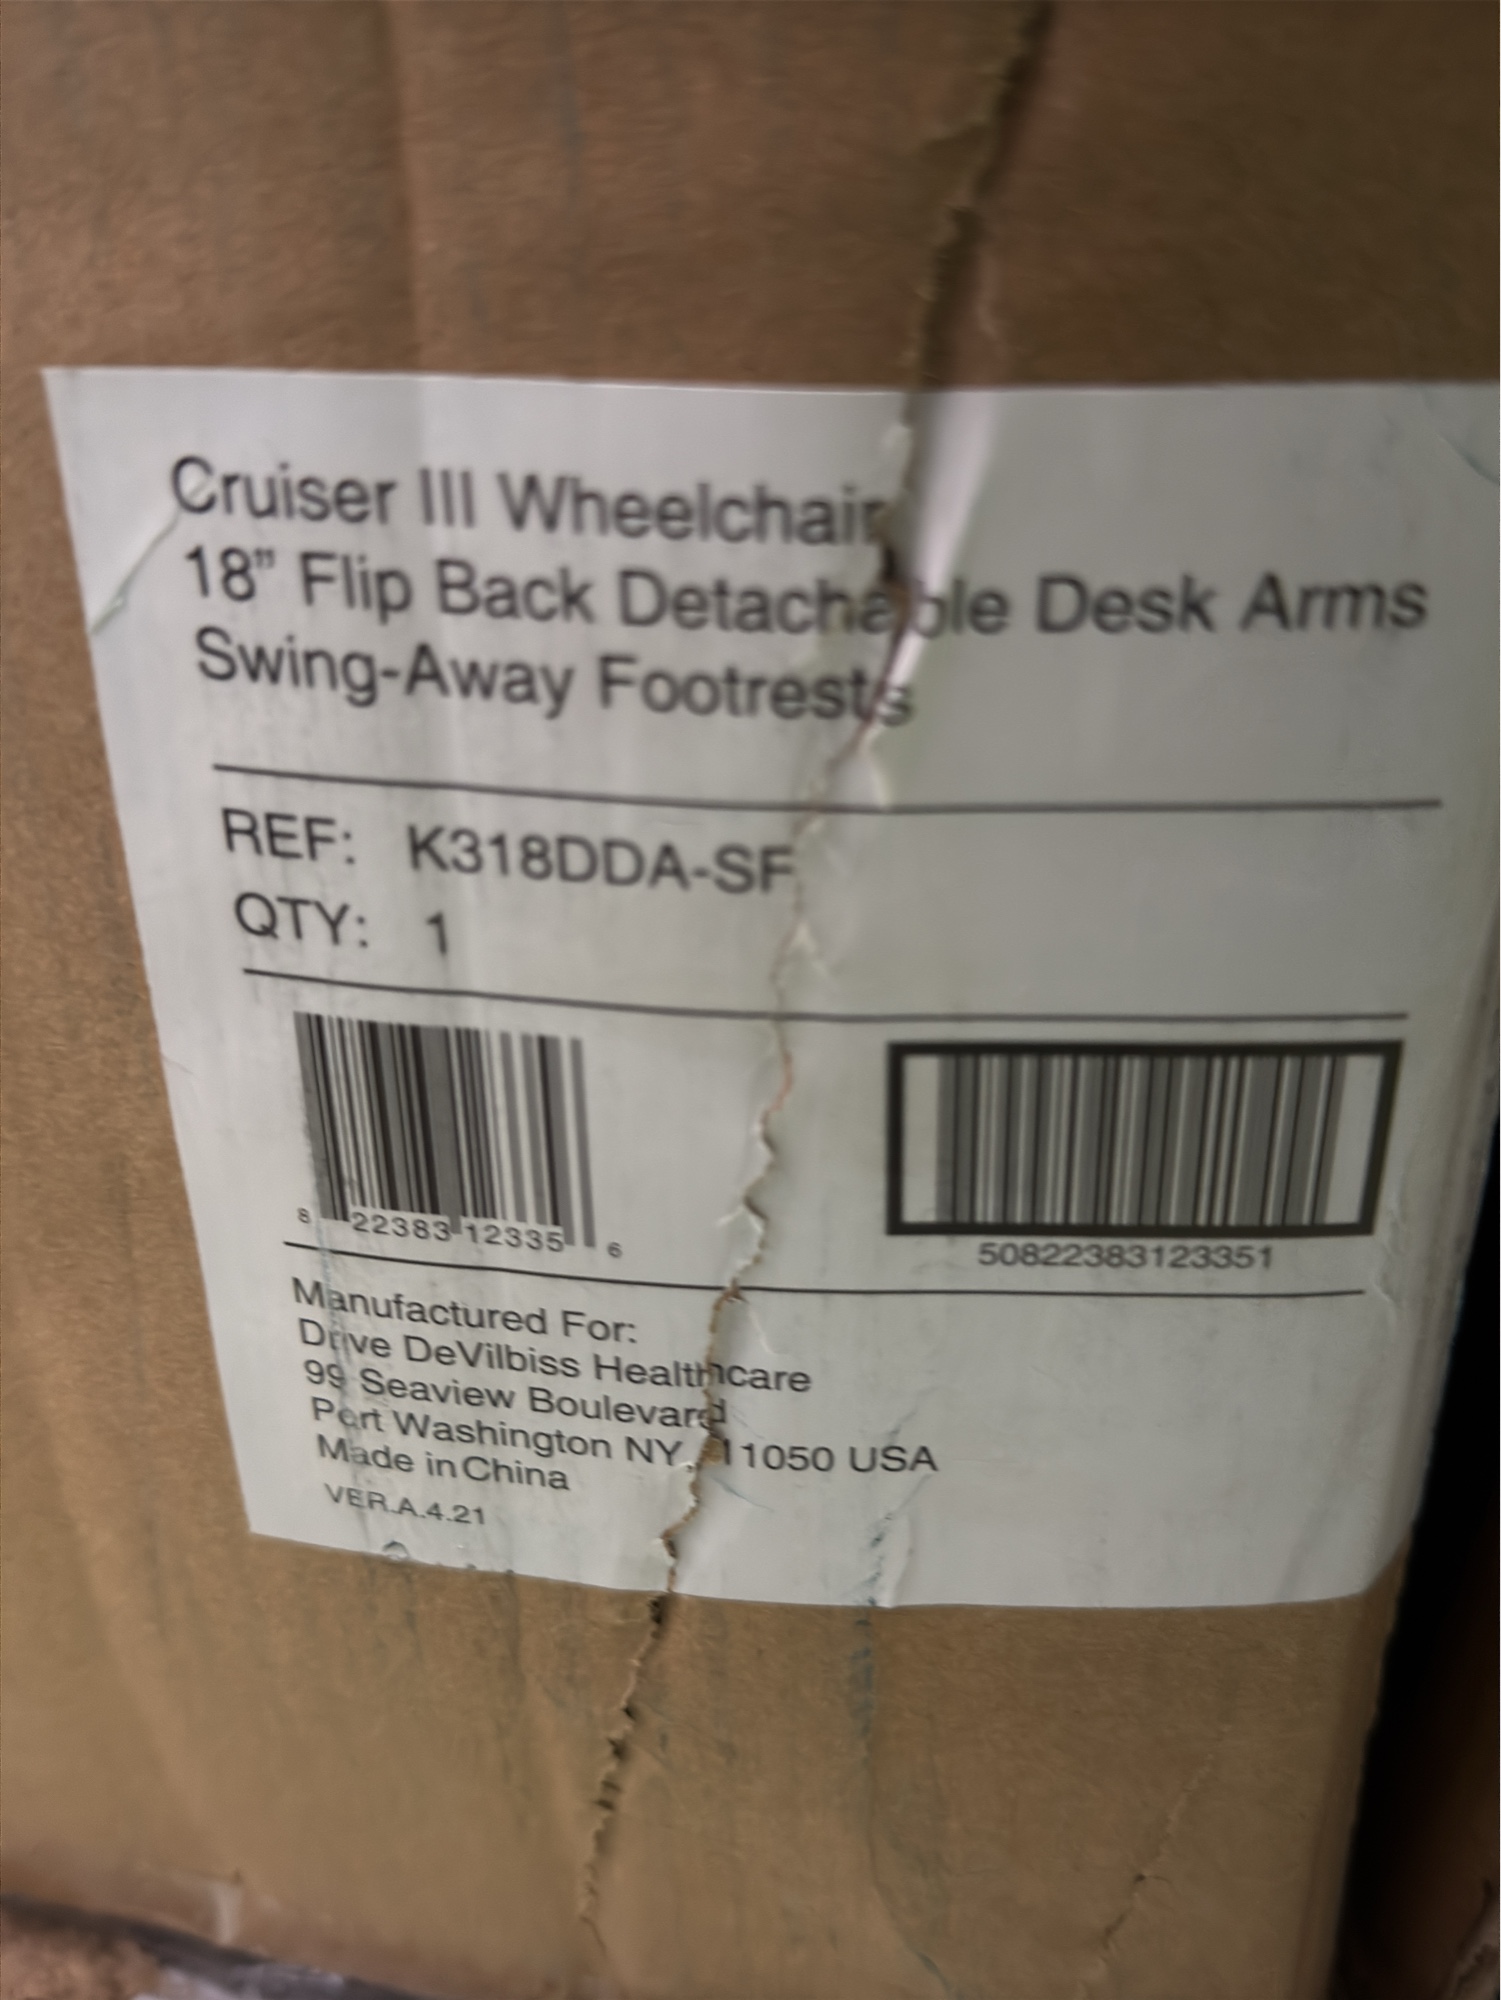 Cruiser III Wheelchair
18” Flip Back Detachable Desk Arms
Swing-Away Footrests
REF: K318DDA-SF
QTY: 1
8 22383 12335 6
50822383123351
Manufactured For:
Drive DeVilbiss Healthcare
99 Seaview Boulevard
Port Washington NY, 11050 USA
Made in China
VER.A.4.21